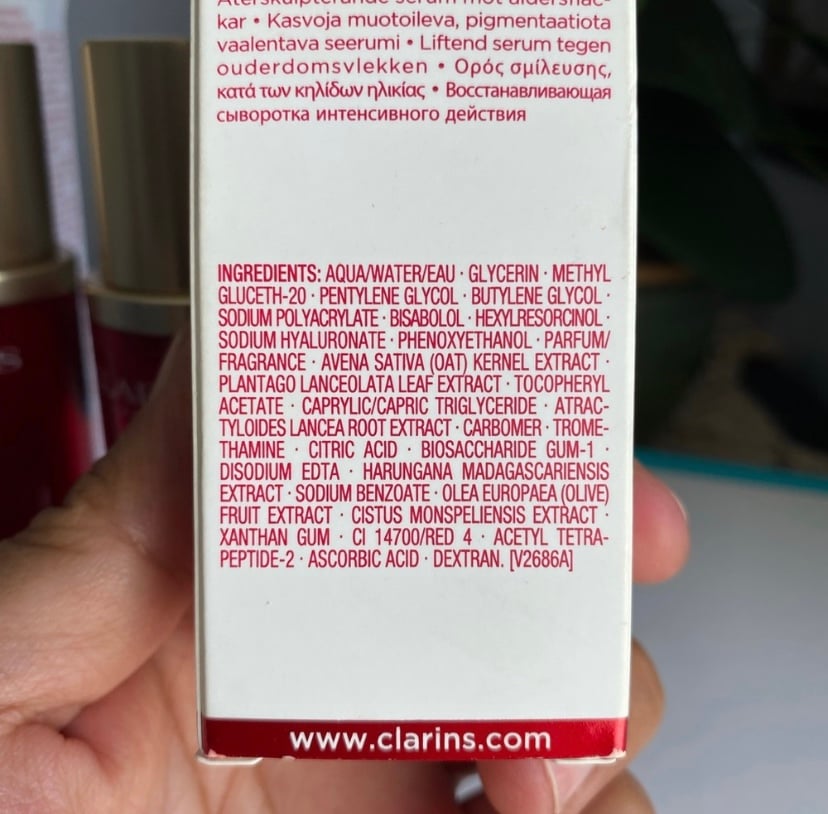 Återskulpterande serum mot åldersfläc-
kar • Kasvoja muotoileva, pigmentaatiota
vaalentava seerumi • Liftend serum tegen
ouderdomsvlekken • Ορός σμίλευσης,
κατά των κηλίδων ηλικίας • Восстанавливающая
сыворотка интенсивного действия
INGREDIENTS: AQUA/WATER/EAU · GLYCERIN · METHYL
GLUCETH-20 · PENTYLENE GLYCOL · BUTYLENE GLYCOL ·
SODIUM POLYACRYLATE · BISABOLOL · HEXYLRESORCINOL ·
SODIUM HYALURONATE · PHENOXYETHANOL · PARFUM/
FRAGRANCE · AVENA SATIVA (OAT) KERNEL EXTRACT ·
PLANTAGO LANCEOLATA LEAF EXTRACT · TOCOPHERYL
ACETATE · CAPRYLIC/CAPRIC TRIGLYCERIDE · ATRAC-
TYLOIDES LANCEA ROOT EXTRACT · CARBOMER · TROME-
THAMINE · CITRIC ACID · BIOSACCHARIDE GUM-1 ·
DISODIUM EDTA · HARUNGANA MADAGASCARIENSIS
EXTRACT · SODIUM BENZOATE · OLEA EUROPAEA (OLIVE)
FRUIT EXTRACT · CISTUS MONSPELIENSIS EXTRACT ·
XANTHAN GUM · CI 14700/RED 4 · ACETYL TETRA-
PEPTIDE-2 · ASCORBIC ACID · DEXTRAN. [V2686A]
www.clarins.com